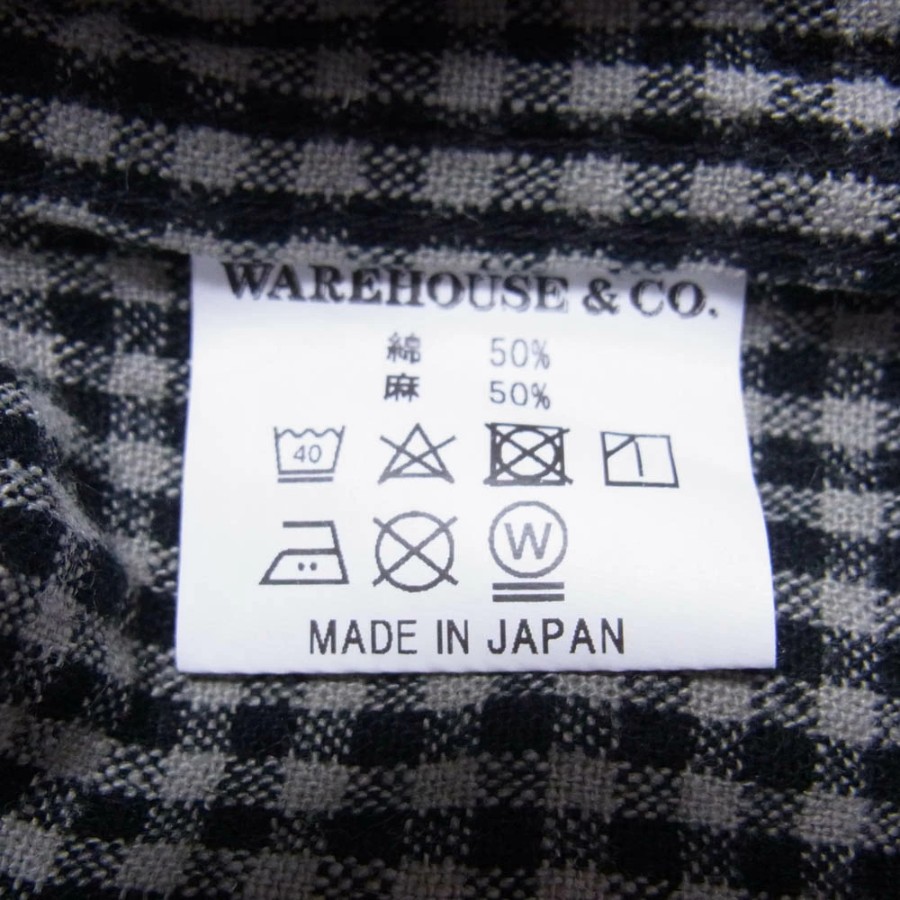 WAREHOUSE & CO.
綿 50%
麻 50%
40
W
MADE IN JAPAN